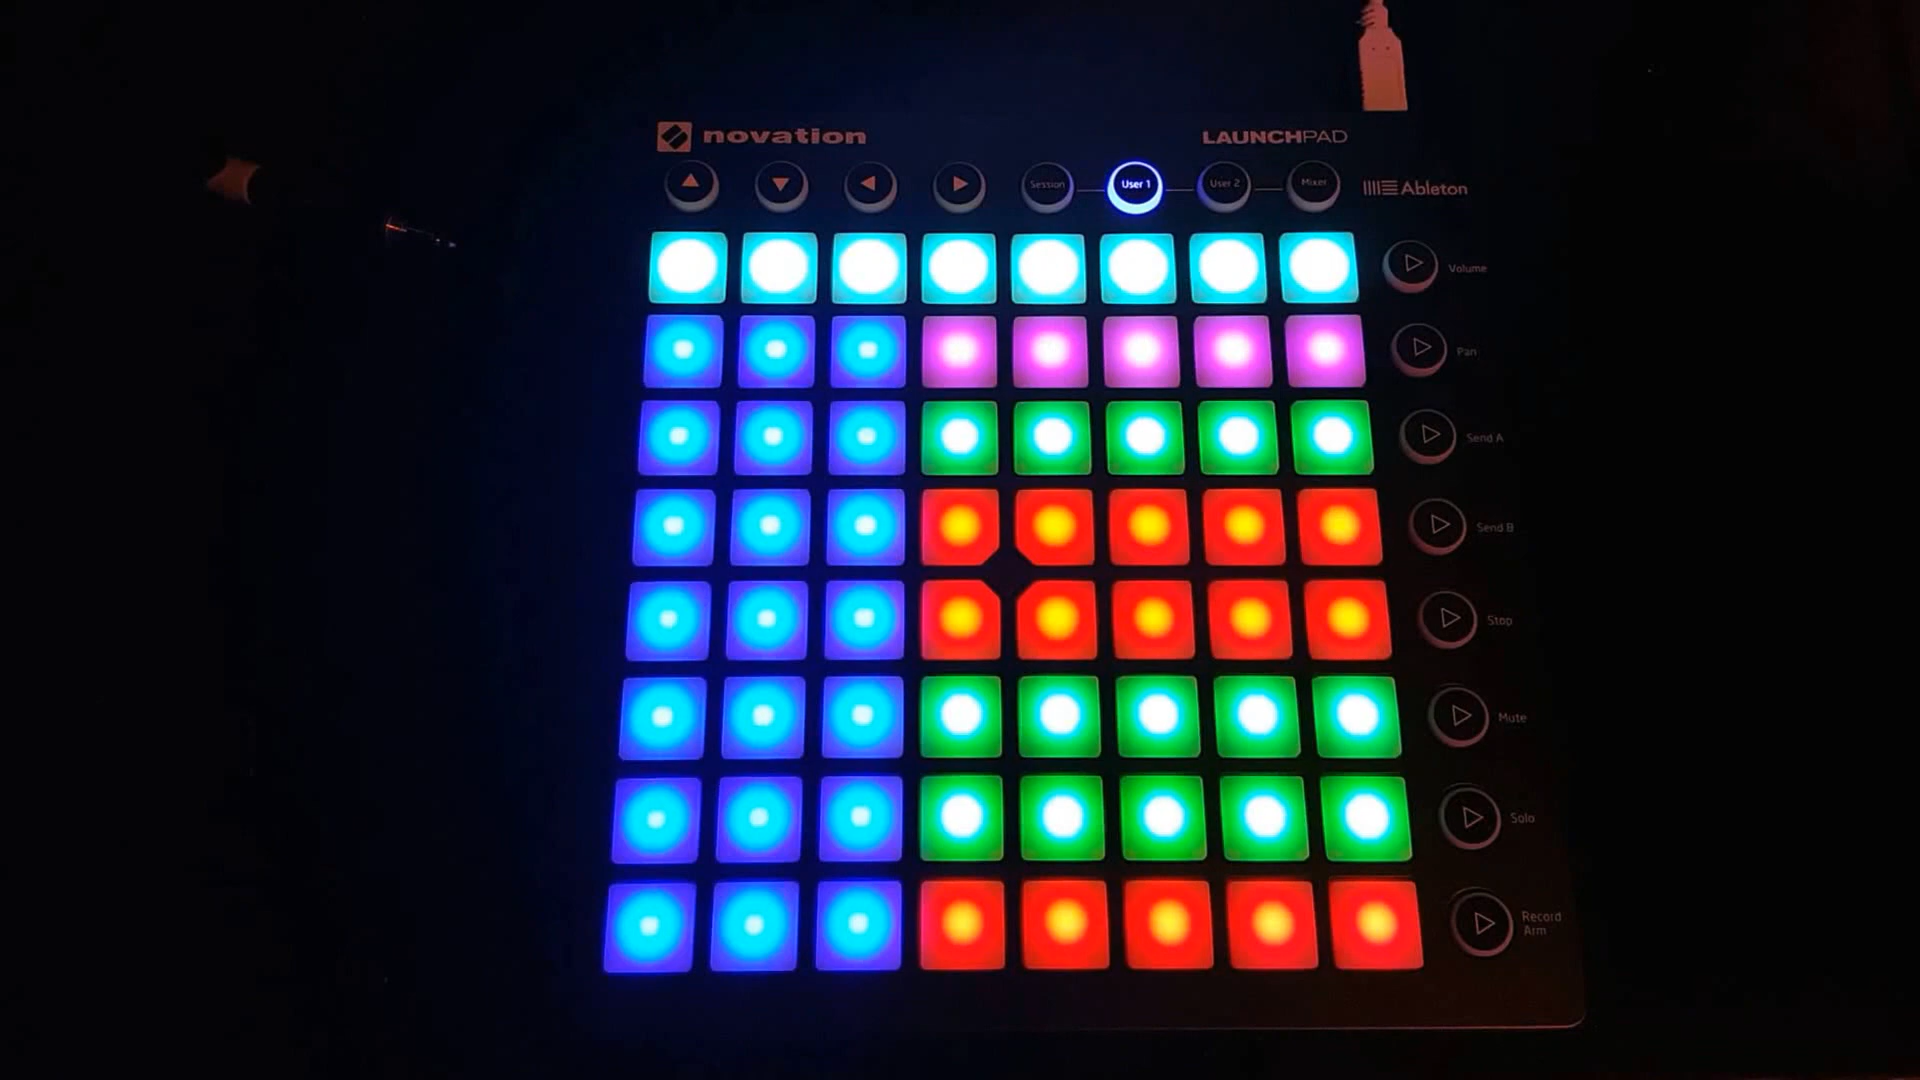 novation
LAUNCHPAD
Session
User 1
User 2
Mixer
Ableton
Volume
Pan
Send A
Send B
Stop
Mute
Solo
Record
Arm